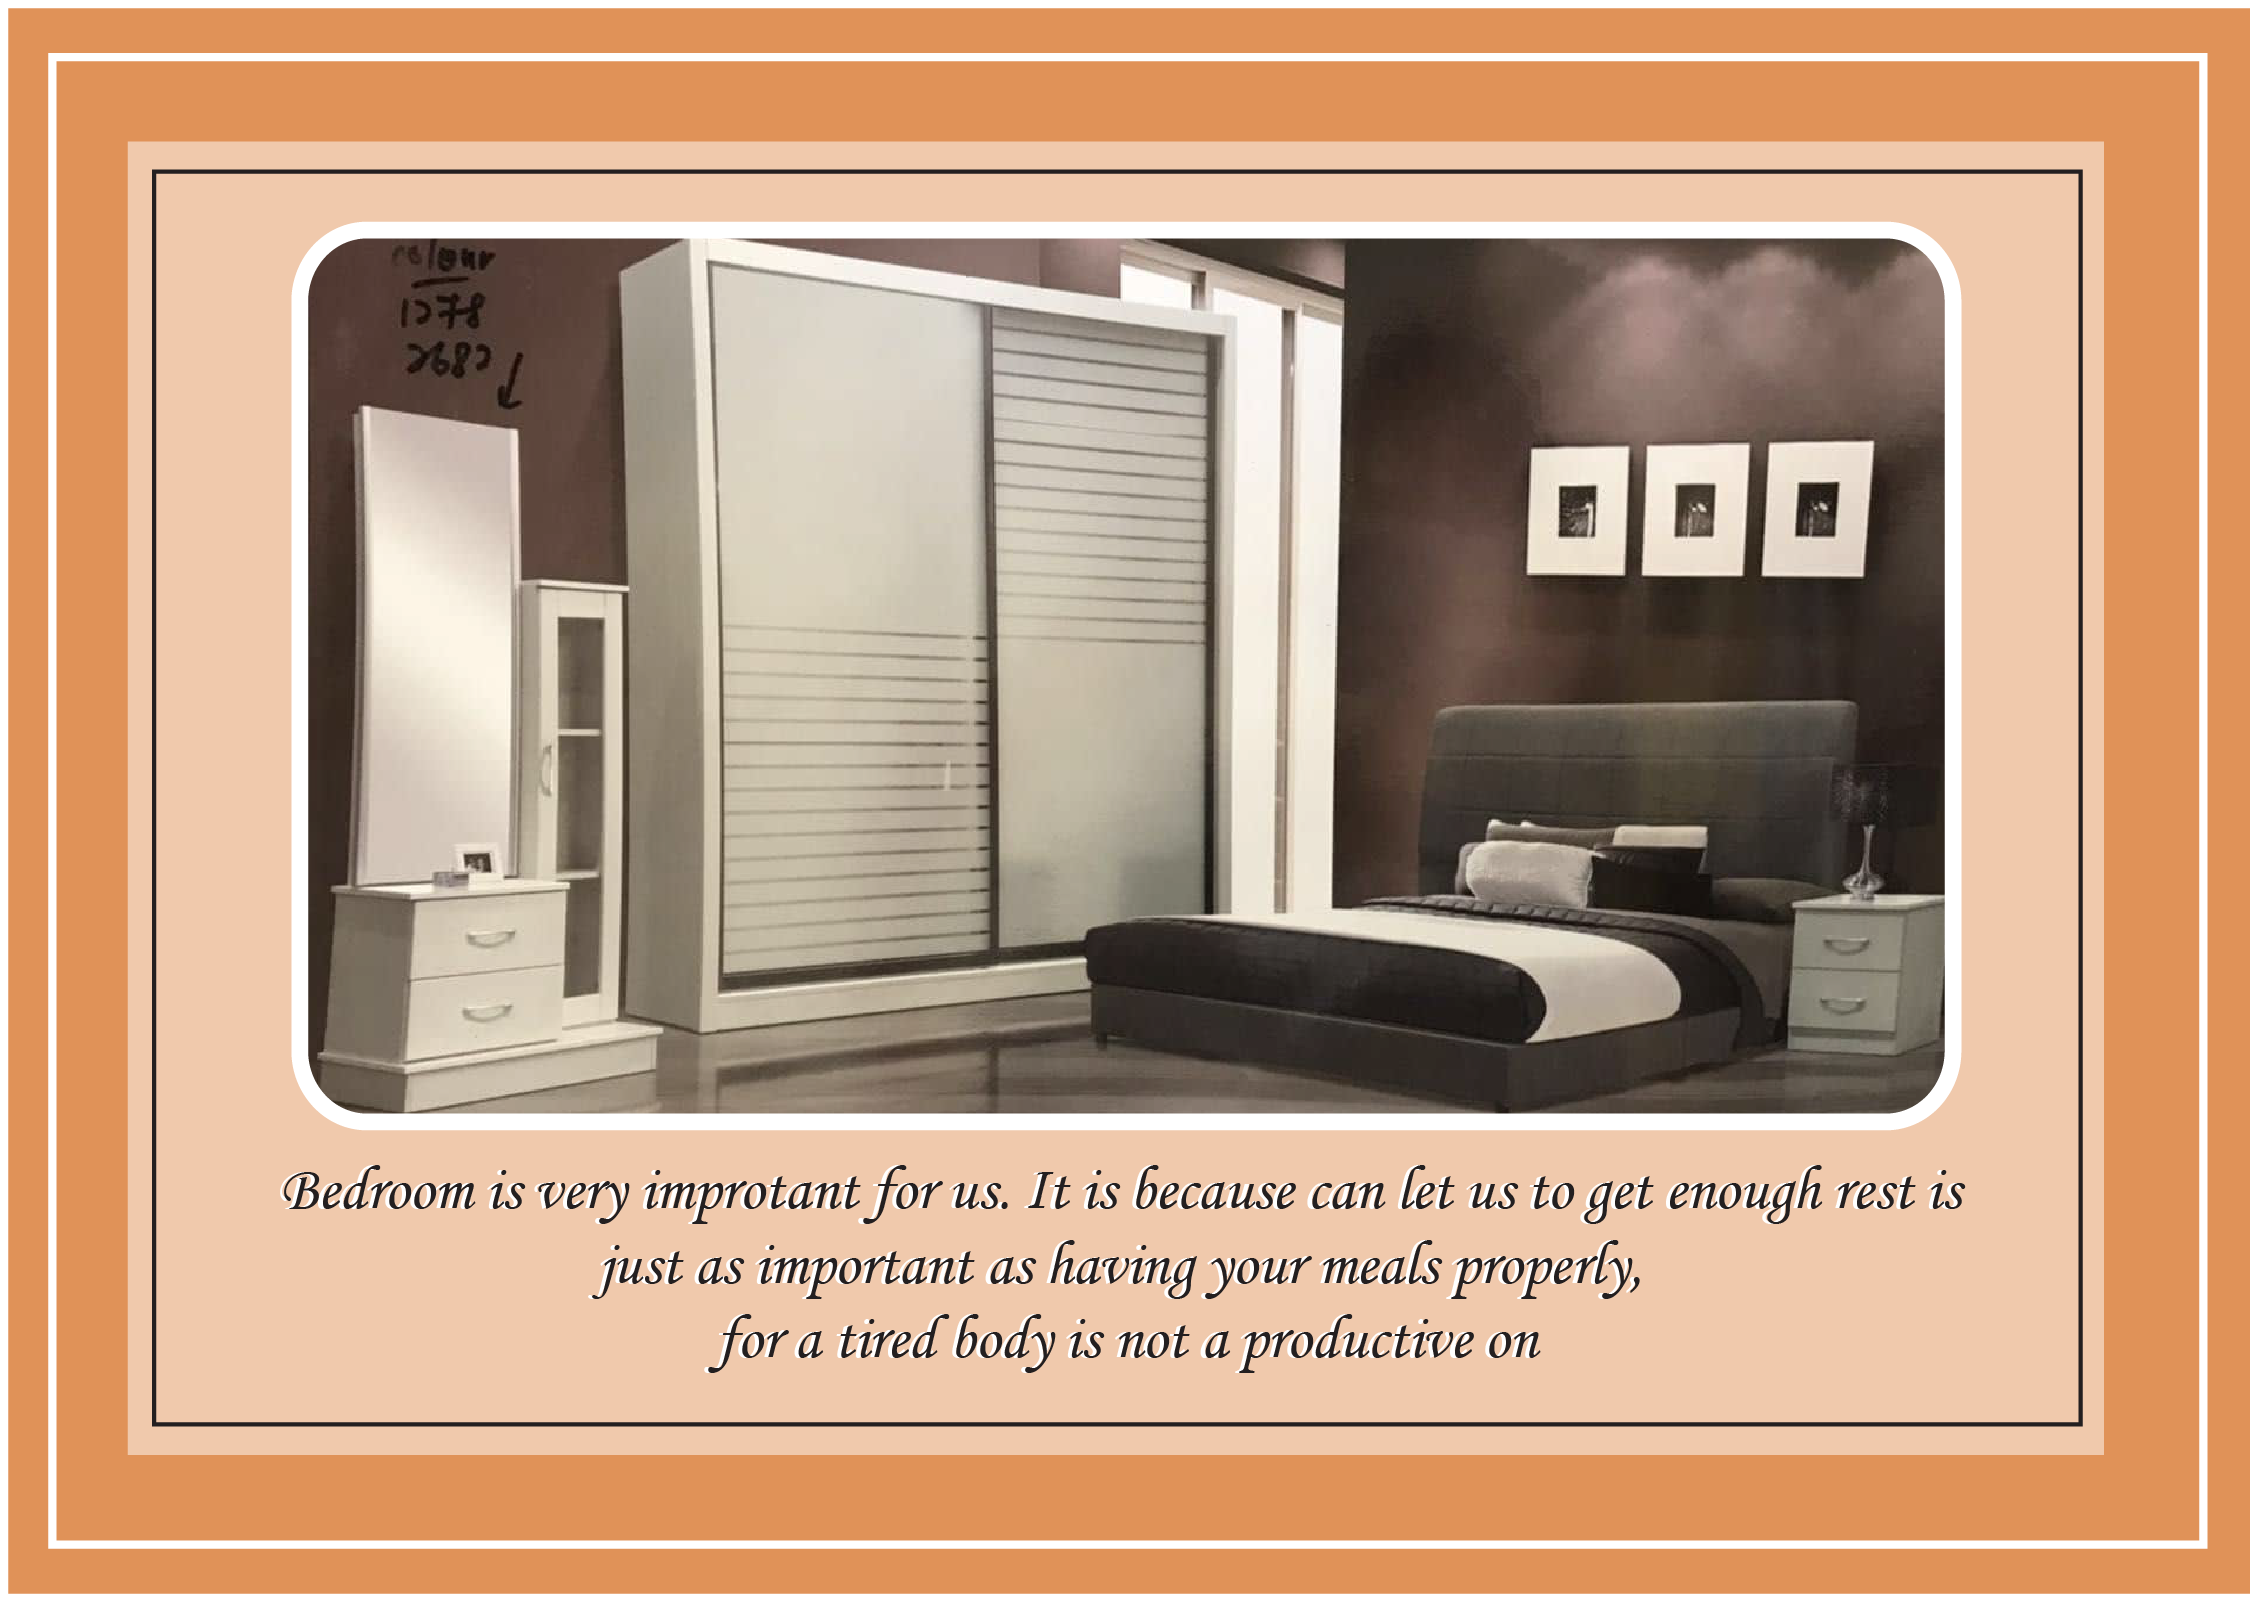 colour
1278
2682
Bedroom is very improtant for us. It is because can let us to get enough rest is
just as important as having your meals properly,
for a tired body is not a productive on